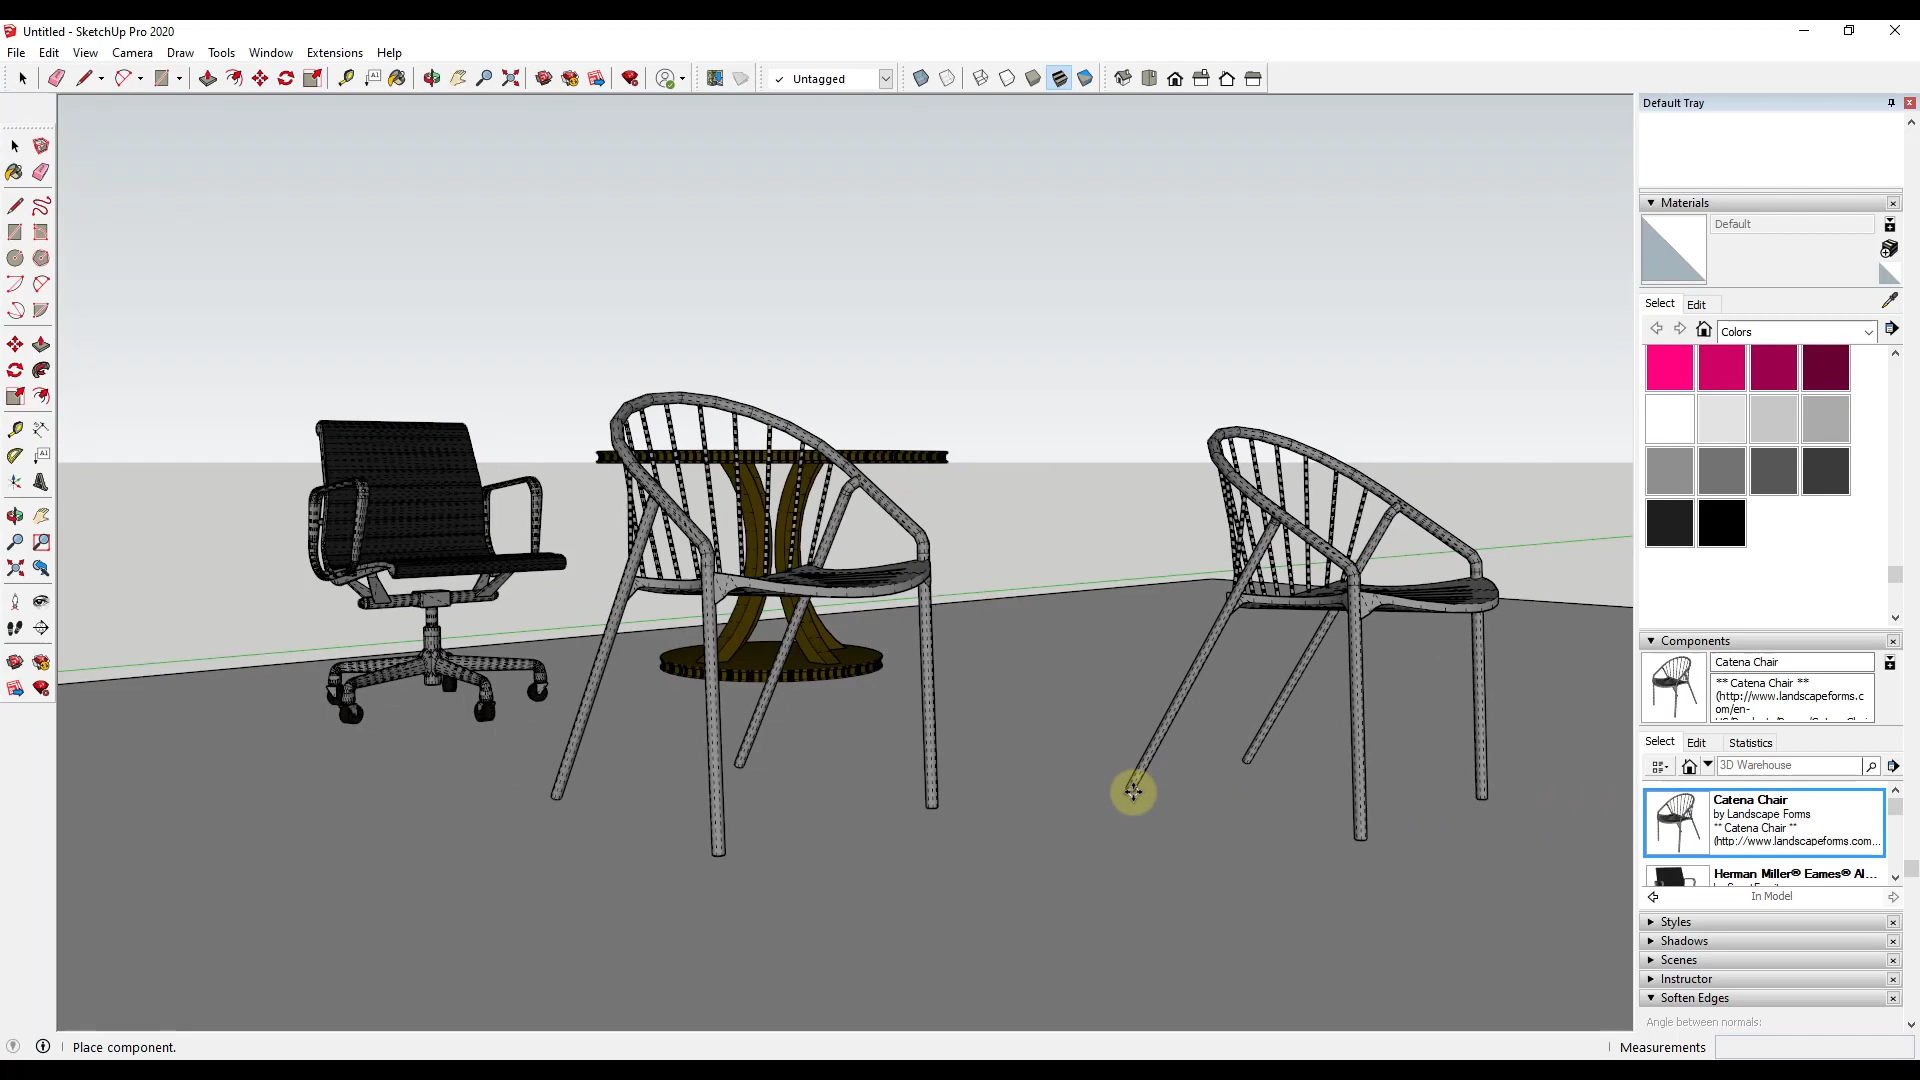 Untitled - SketchUp Pro 2020
File Edit View Camera Draw Tools Window Extensions Help
A1
Untagged
Default Tray
Materials
Default
Select Edit
Colors
A1
Components
Catena Chair
** Catena Chair **
(http://www.landscapeforms.c
om/en-
Select Edit Statistics
3D Warehouse
Catena Chair
by Landscape Forms
** Catena Chair **
(http://www.landscapeforms.com...
Herman Miller® Eames® Al...
In Model
Styles
Shadows
Scenes
Instructor
Soften Edges
Angle between normals:
Place component.
Measurements